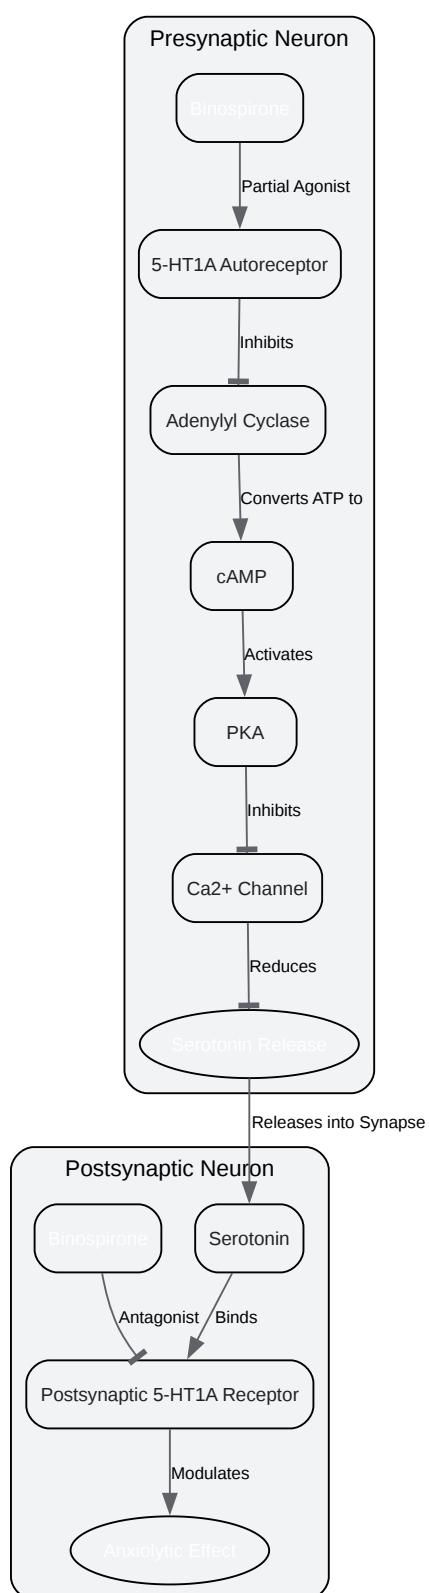 Presynaptic Neuron
Binospirone
Partial Agonist
5-HT1A Autoreceptor
Inhibits
Adenylyl Cyclase
Converts ATP to
cAMP
Activates
PKA
Inhibits
Ca2+ Channel
Reduces
Serotonin Release
Releases into Synapse
Postsynaptic Neuron
Binospirone
Serotonin
Antagonist
Binds
Postsynaptic 5-HT1A Receptor
Modulates
Anxiolytic Effect